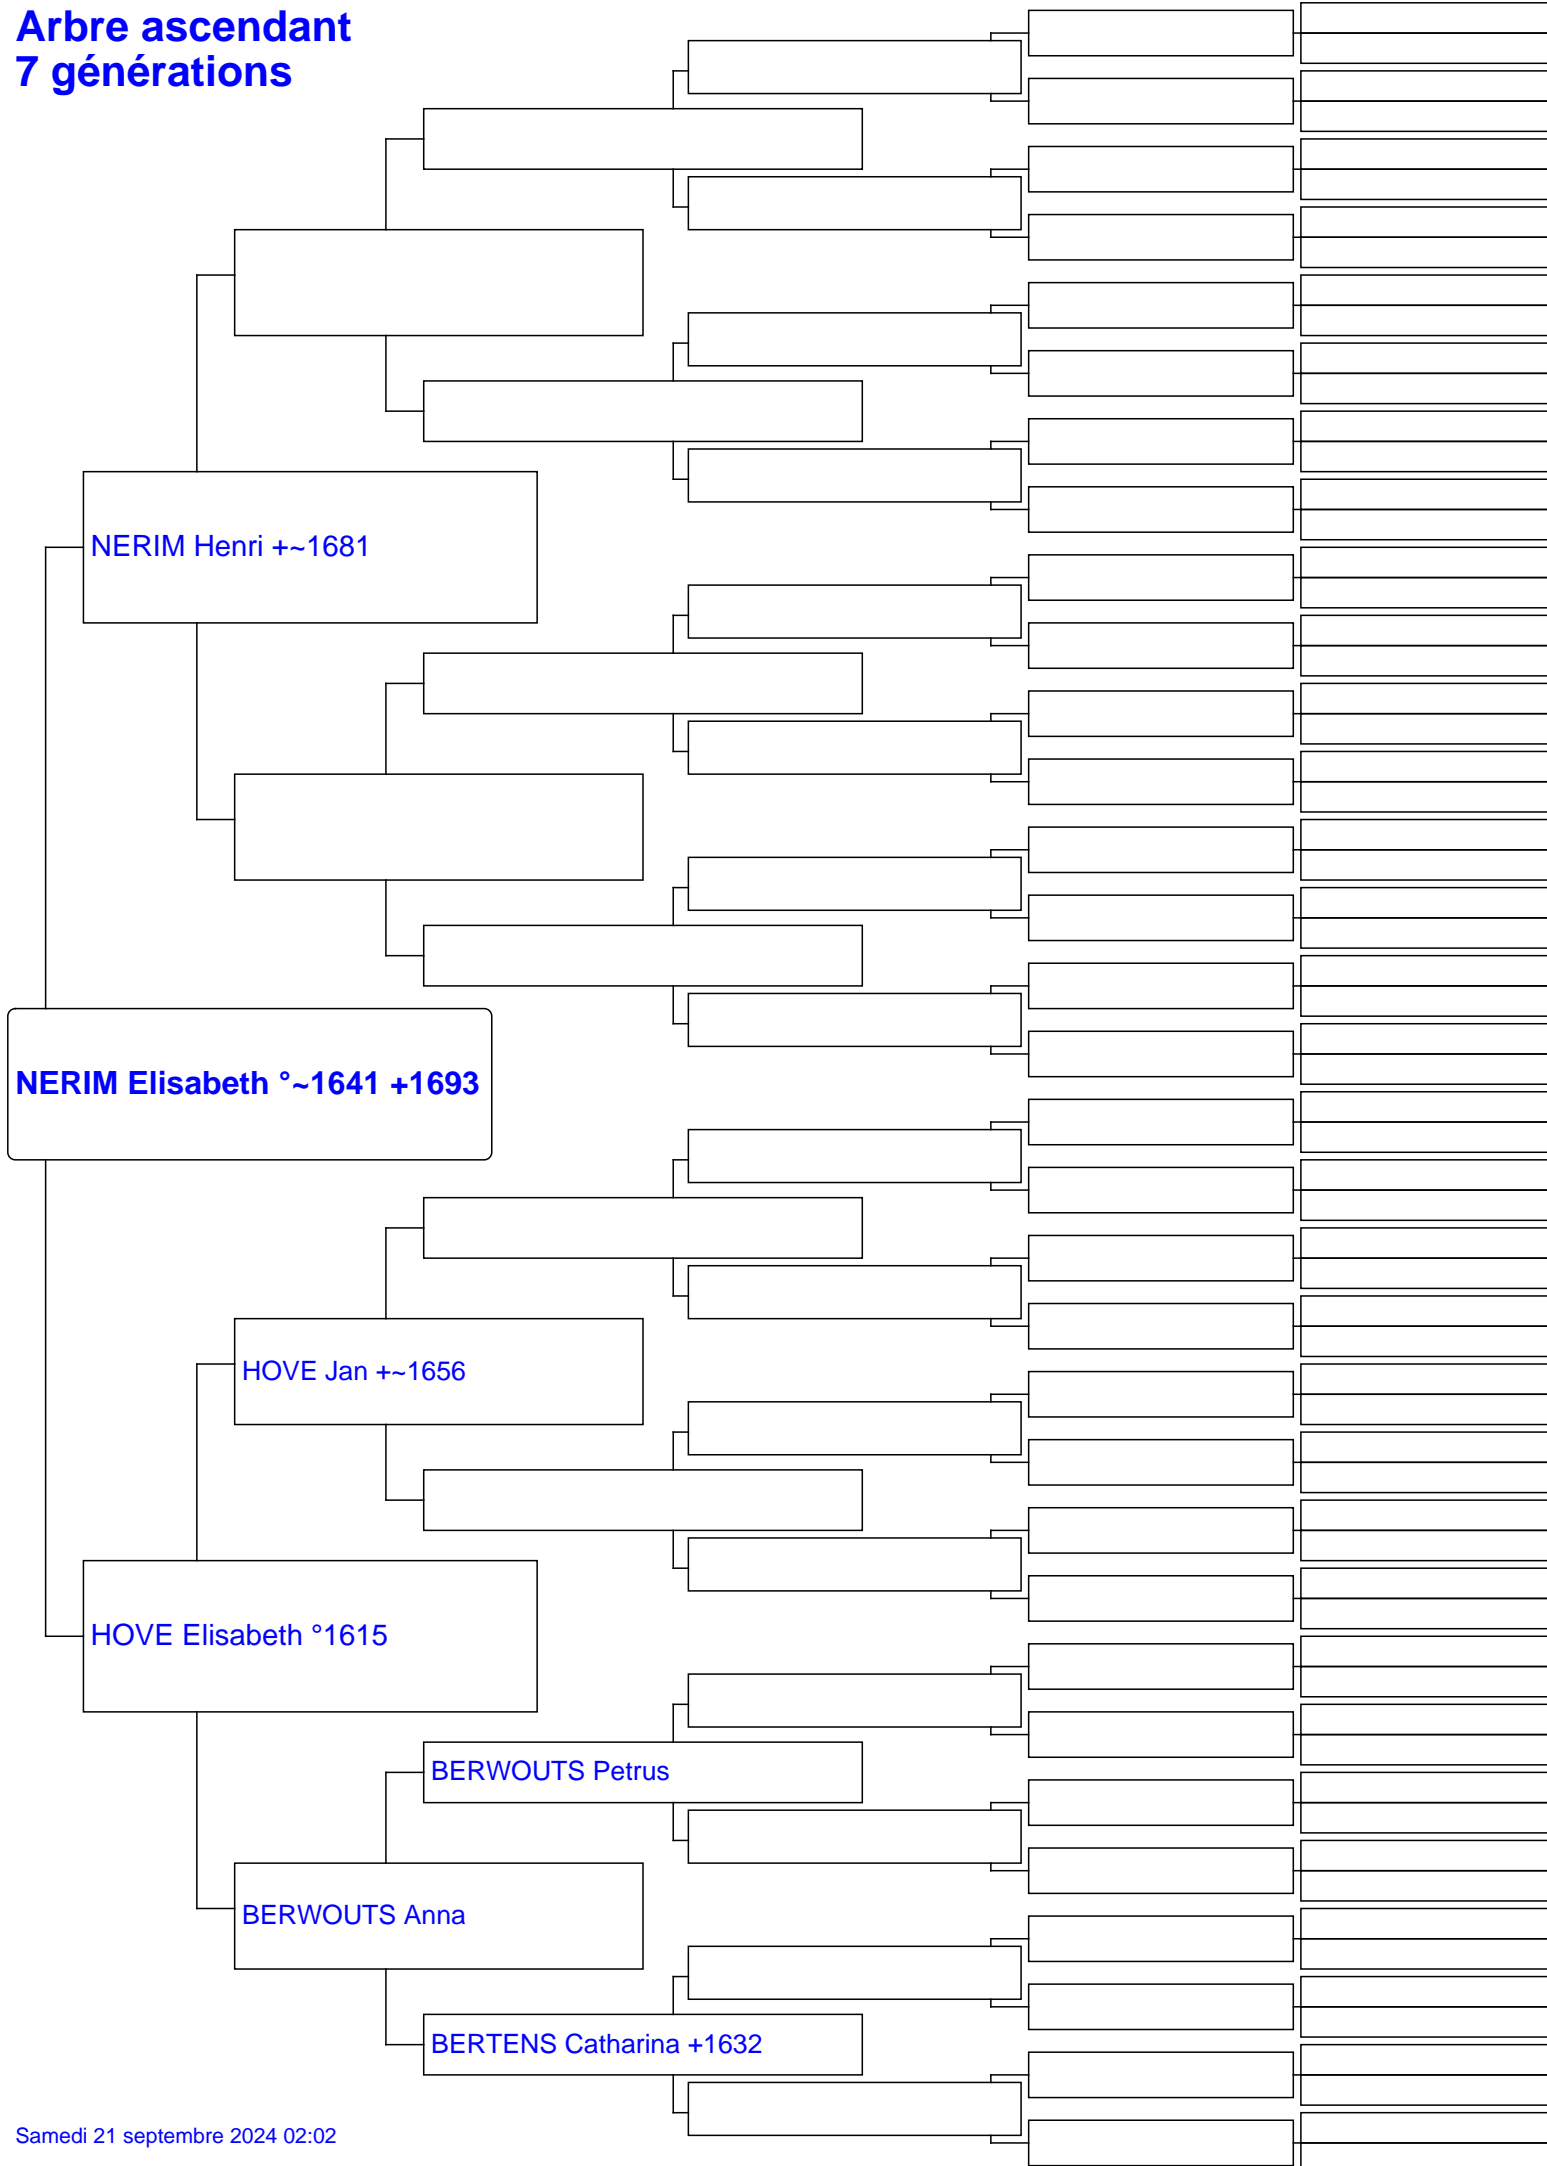 Arbre ascendant
7 générations
NERIM Henri +~1681
NERIM Elisabeth °~1641 +1693
HOVE Jan +~1656
HOVE Elisabeth °1615
BERWOUTS Petrus
BERWOUTS Anna
BERTENS Catharina +1632
Samedi 21 septembre 2024 02:02